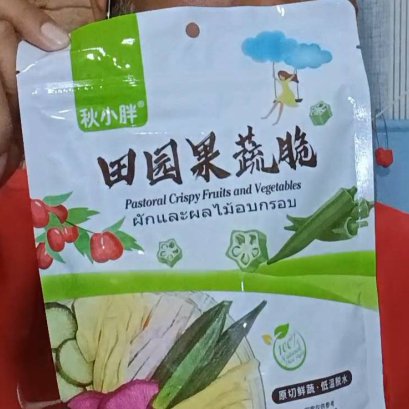 秋小胖®
田园果蔬脆
Pastoral Crispy Fruits and Vegetables
ผักและผลไม้อบกรอบ
100%
原切鲜蔬·低温脱水